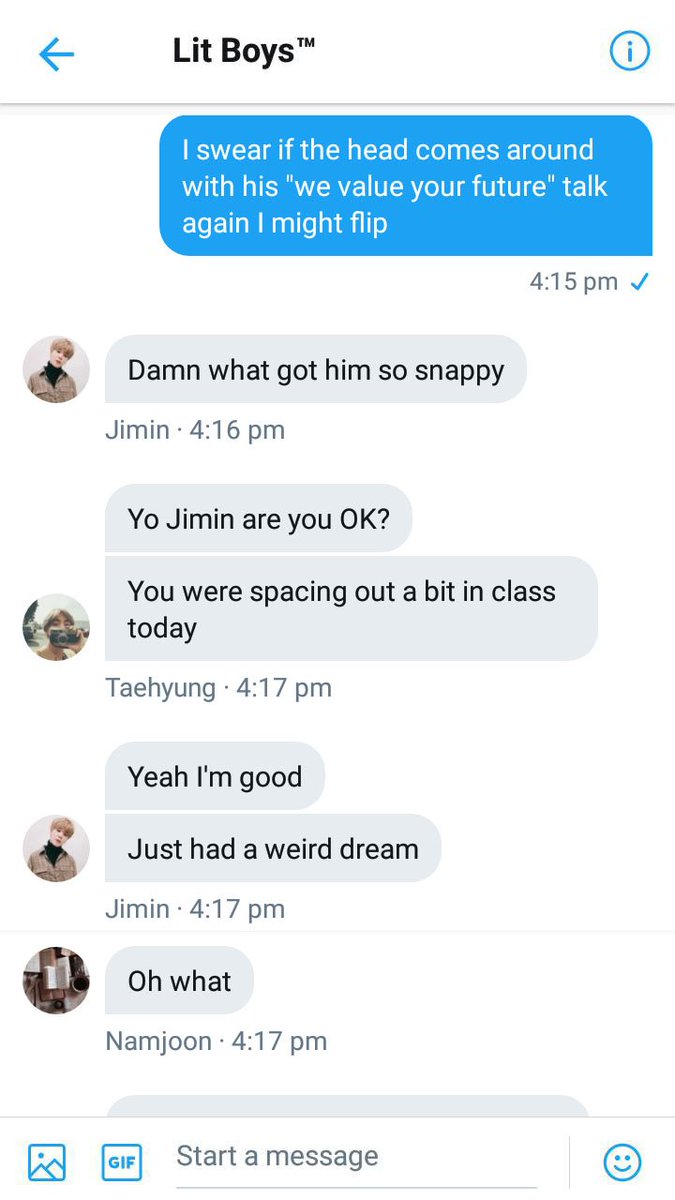 Lit Boys™
I swear if the head comes around
with his "we value your future" talk
again I might flip
4:15 pm ✓
Damn what got him so snappy
Jimin · 4:16 pm
Yo Jimin are you OK?
You were spacing out a bit in class
today
Taehyung · 4:17 pm
Yeah I'm good
Just had a weird dream
Jimin · 4:17 pm
Oh what
Namjoon · 4:17 pm
GIF
Start a message